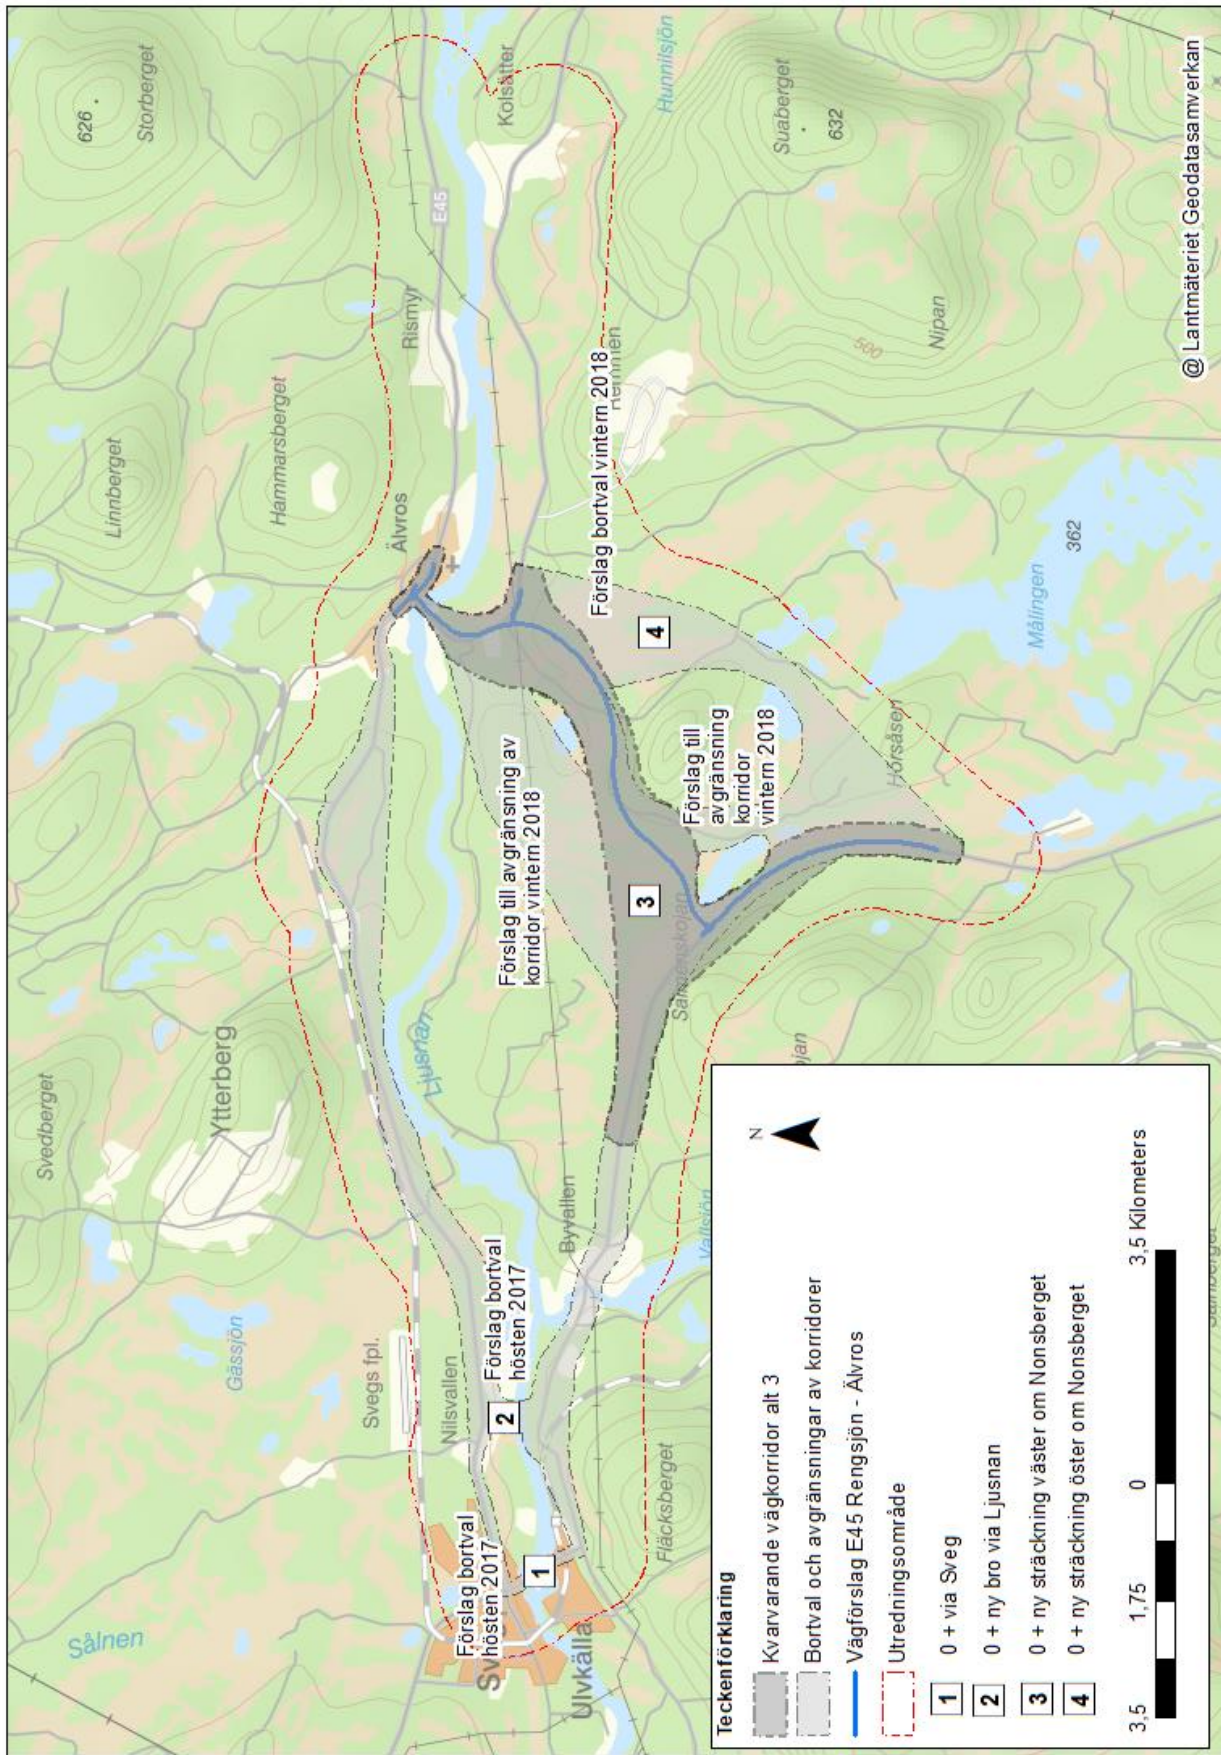 626
Storberget
Kolsätter
Hunnilsjön
Suaberget
632
E45
Rismyr
Linnberget
Hammarsberget
Älvros
Nipan
500
Förslag bortval vintern 2018
@ Lantmäteriet Geodatasamverkan
362
Målingen
4
Förslag till avgränsning av
korridor vintern 2018
Förslag till
avgränsning
korridor
vintern 2018
Hörsåsen
3
Svedberget
Ytterberg
Ljusnan
Gässjön
Svegs fpl.
Nilsvallen
Förslag bortval
hösten 2017
Byvallen
2
Fläcksberget
Sålnen
Förslag bortval
hösten 2017
1
Ulvkälla
Teckenförklaring
Kvarvarande vägkorridor alt 3
Bortval och avgränsningar av korridorer
Vägförslag E45 Rengsjön - Älvros
Utredningsområde
1 0 + via Sveg
2 0 + ny bro via Ljusnan
3 0 + ny sträckning väster om Nonsberget
4 0 + ny sträckning öster om Nonsberget
N
3,5 1,75 0 3,5 Kilometers